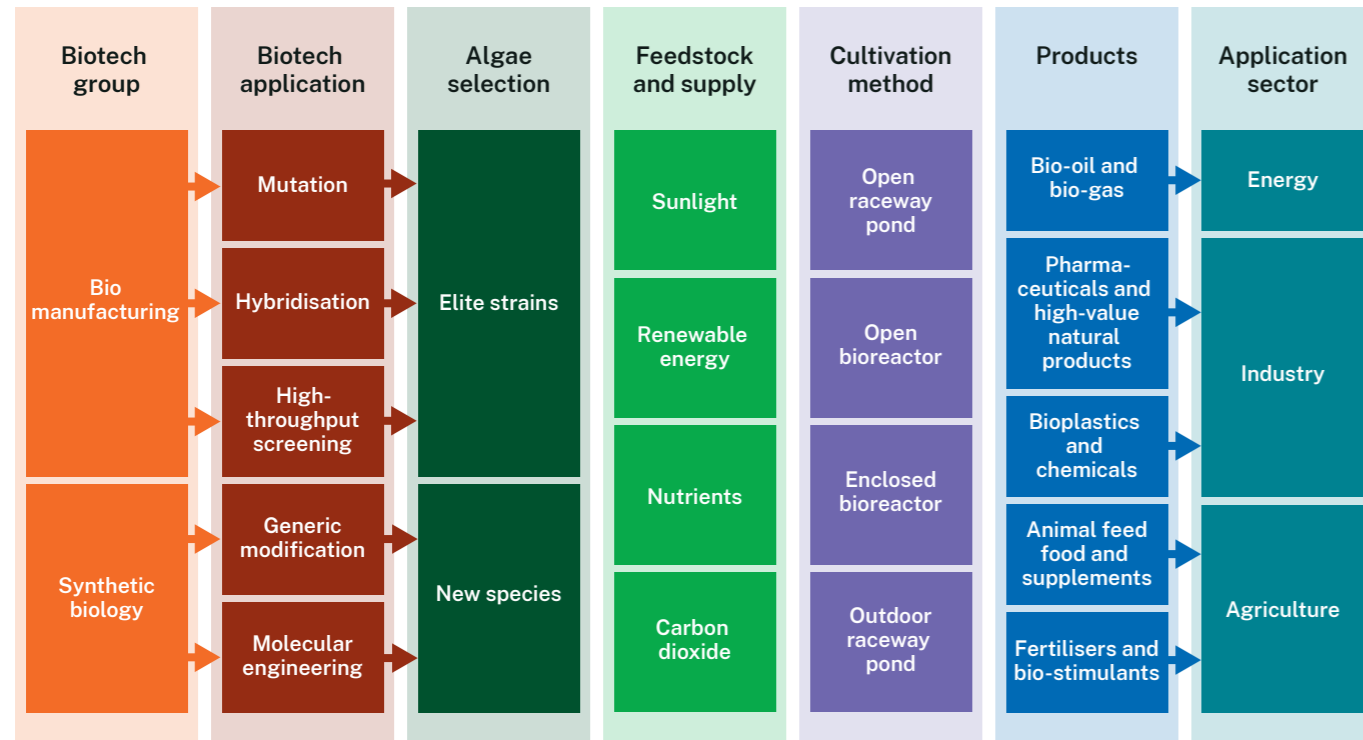 Biotech
group
Biotech
application
Algae
selection
Feedstock
and supply
Cultivation
method
Products
Application
sector
Bio
manufacturing
Synthetic
biology
Mutation
Hybridisation
High-
throughput
screening
Generic
modification
Molecular
engineering
Elite strains
New species
Sunlight
Renewable
energy
Nutrients
Carbon
dioxide
Open
raceway
pond
Open
bioreactor
Enclosed
bioreactor
Outdoor
raceway
pond
Bio-oil and
bio-gas
Pharma-
ceuticals and
high-value
natural
products
Bioplastics
and
chemicals
Animal feed
food and
supplements
Fertilisers and
bio-stimulants
Energy
Industry
Agriculture